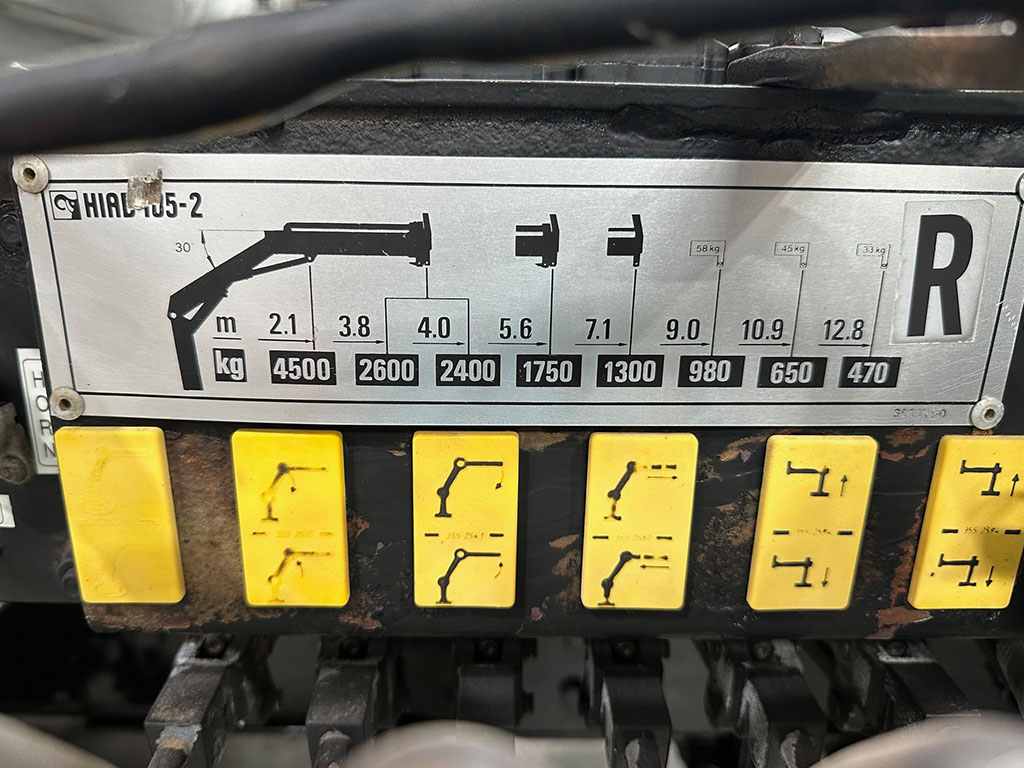 HIAB 105-2
30°
58 kg 45 kg 33 kg
R
m 2.1 3.8 4.0 5.6 7.1 9.0 10.9 12.8
kg 4500 2600 2400 1750 1300 980 650 470
HORN